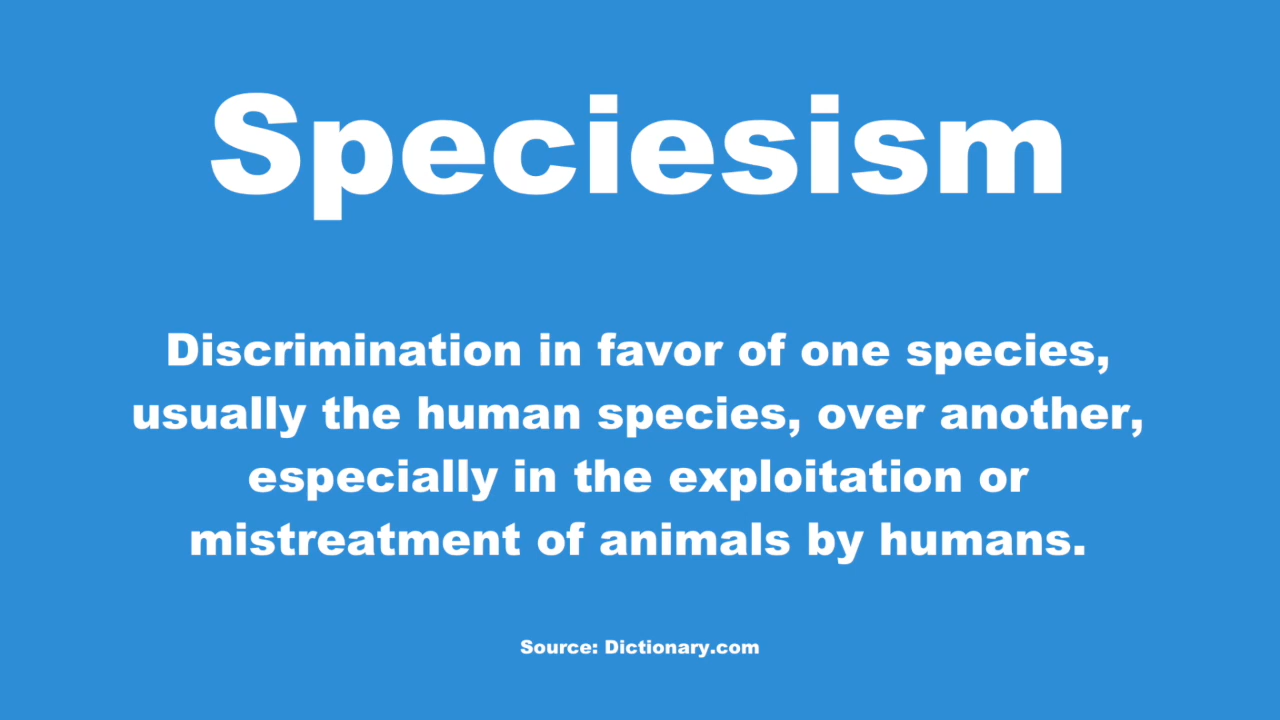 Speciesism
Discrimination in favor of one species,
usually the human species, over another,
especially in the exploitation or
mistreatment of animals by humans.
Source: Dictionary.com